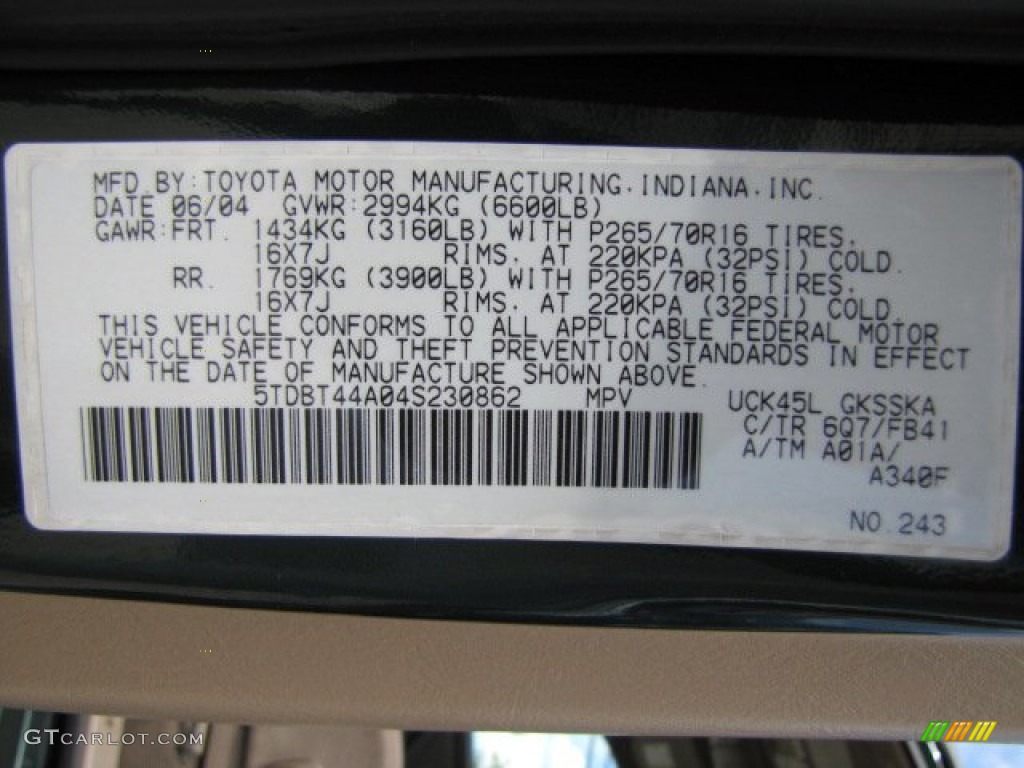 MFD BY: TOYOTA MOTOR MANUFACTURING, INDIANA, INC.
DATE 06/04 GVWR: 2994KG (6600LB)
GAWR: FRT. 1434KG (3160LB) WITH P265/70R16 TIRES,
16X7J RIMS, AT 220KPA (32PSI) COLD.
RR. 1769KG (3900LB) WITH P265/70R16 TIRES,
16X7J RIMS, AT 220KPA (32PSI) COLD.
THIS VEHICLE CONFORMS TO ALL APPLICABLE FEDERAL MOTOR
VEHICLE SAFETY AND THEFT PREVENTION STANDARDS IN EFFECT
ON THE DATE OF MANUFACTURE SHOWN ABOVE.
5TDBT44A04S230862 MPV
UCK45L GKSSKA
C/TR 6Q7/FB41
A/TM A01A/
A340F
NO. 243
GTCARLOT.COM